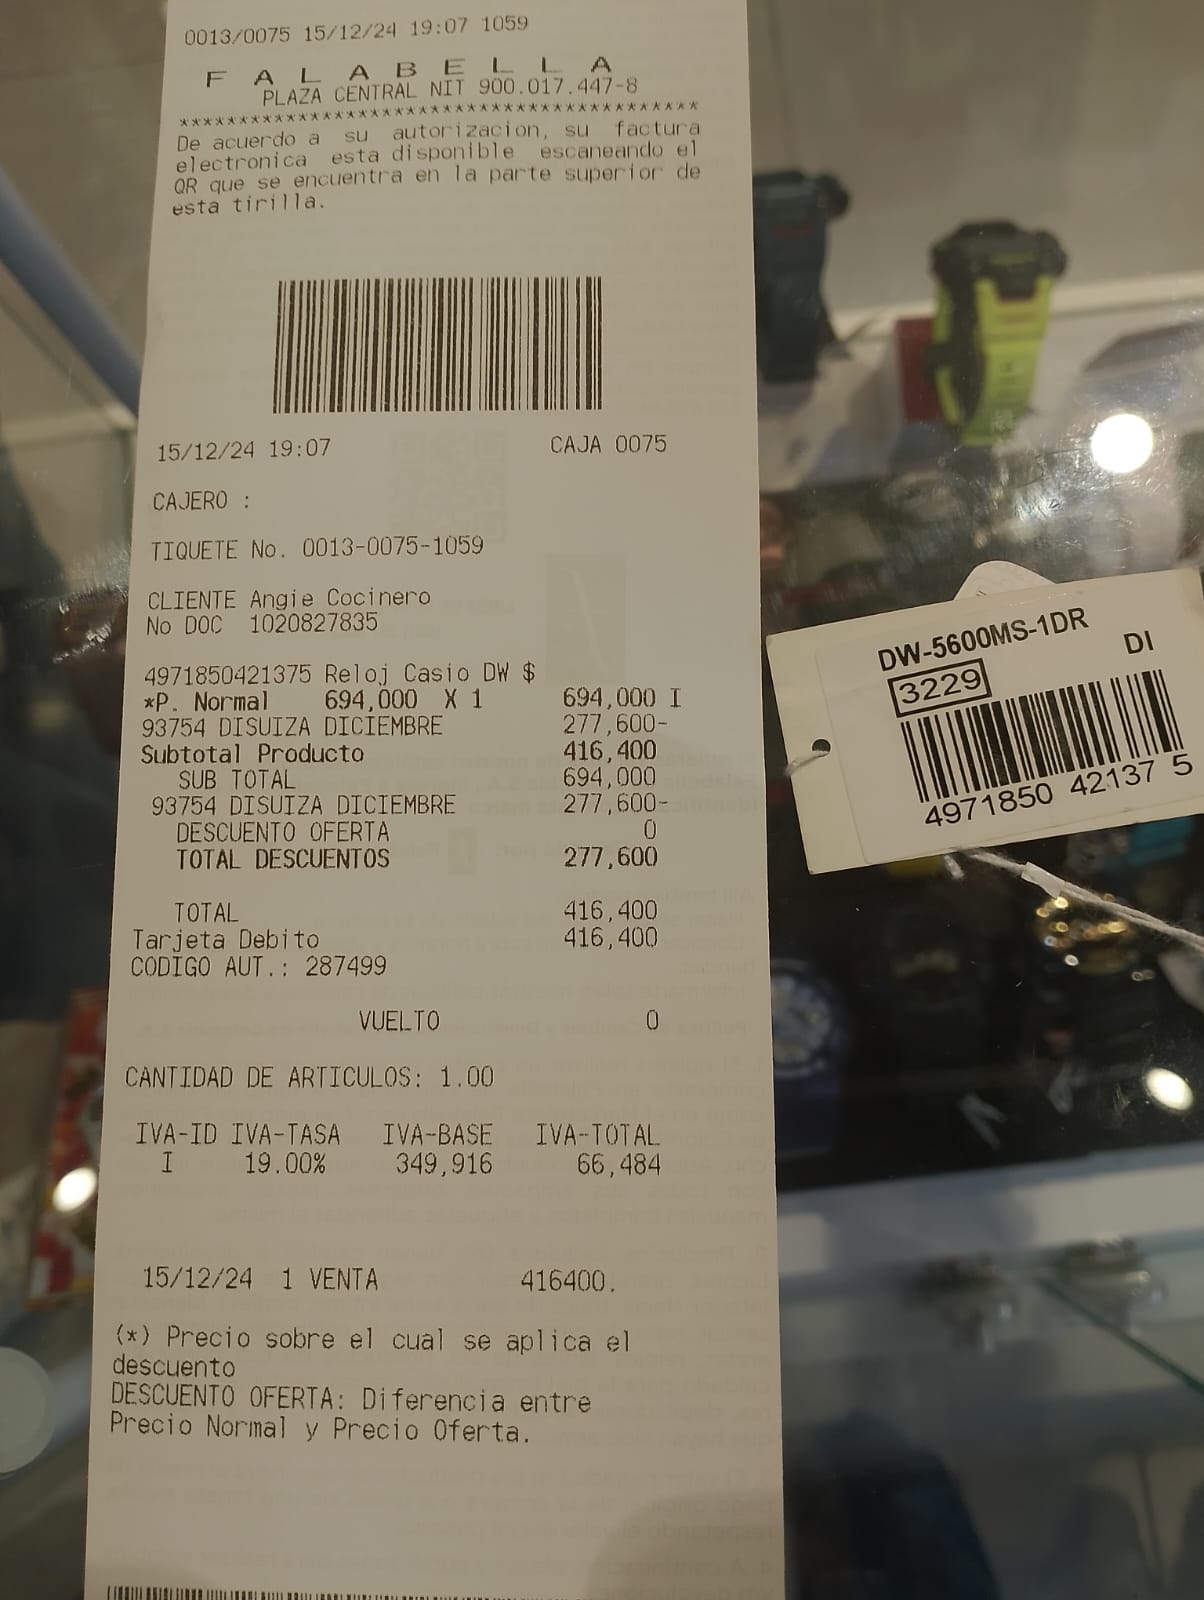 0013/0075 15/12/24 19:07 1059
F A L A B E L L A
PLAZA CENTRAL NIT 900.017.447-8
*******************************************
De acuerdo a su autorizacion, su factura
electronica esta disponible escaneando el
QR que se encuentra en la parte superior de
esta tirilla.
15/12/24 19:07 CAJA 0075
CAJERO :
TIQUETE No. 0013-0075-1059
CLIENTE Angie Cocinero
No DOC 1020827835
4971850421375 Reloj Casio DW $
*P. Normal 694,000 X 1 694,000 I
93754 DISUIZA DICIEMBRE 277,600-
Subtotal Producto 416,400
SUB TOTAL 694,000
93754 DISUIZA DICIEMBRE 277,600-
DESCUENTO OFERTA 0
TOTAL DESCUENTOS 277,600
TOTAL 416,400
Tarjeta Debito 416,400
CODIGO AUT.: 287499
VUELTO 0
CANTIDAD DE ARTICULOS: 1.00
IVA-ID IVA-TASA IVA-BASE IVA-TOTAL
I 19.00% 349,916 66,484
15/12/24 1 VENTA 416400.
(*) Precio sobre el cual se aplica el
descuento
DESCUENTO OFERTA: Diferencia entre
Precio Normal y Precio Oferta.
DW-5600MS-1DR
DI
3229
4971850 42137 5